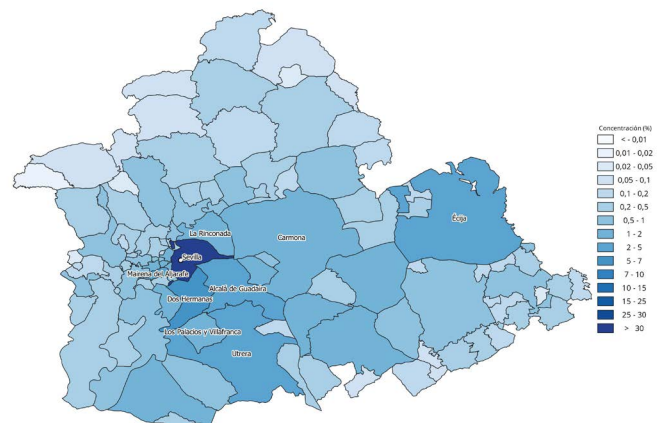 Concentración (%)
< - 0,01
0,01 - 0,02
0,02 - 0,05
0,05 - 0,1
0,1 - 0,2
0,2 - 0,5
0,5 - 1
1 - 2
2 - 5
5 - 7
7 - 10
10 - 15
15 - 25
25 - 30
> 30
Écija
La Rinconada
Carmona
Sevilla
Mairena del Aljarafe
Alcalá de Guadaira
Dos Hermanas
Los Palacios y Villafranca
Utrera